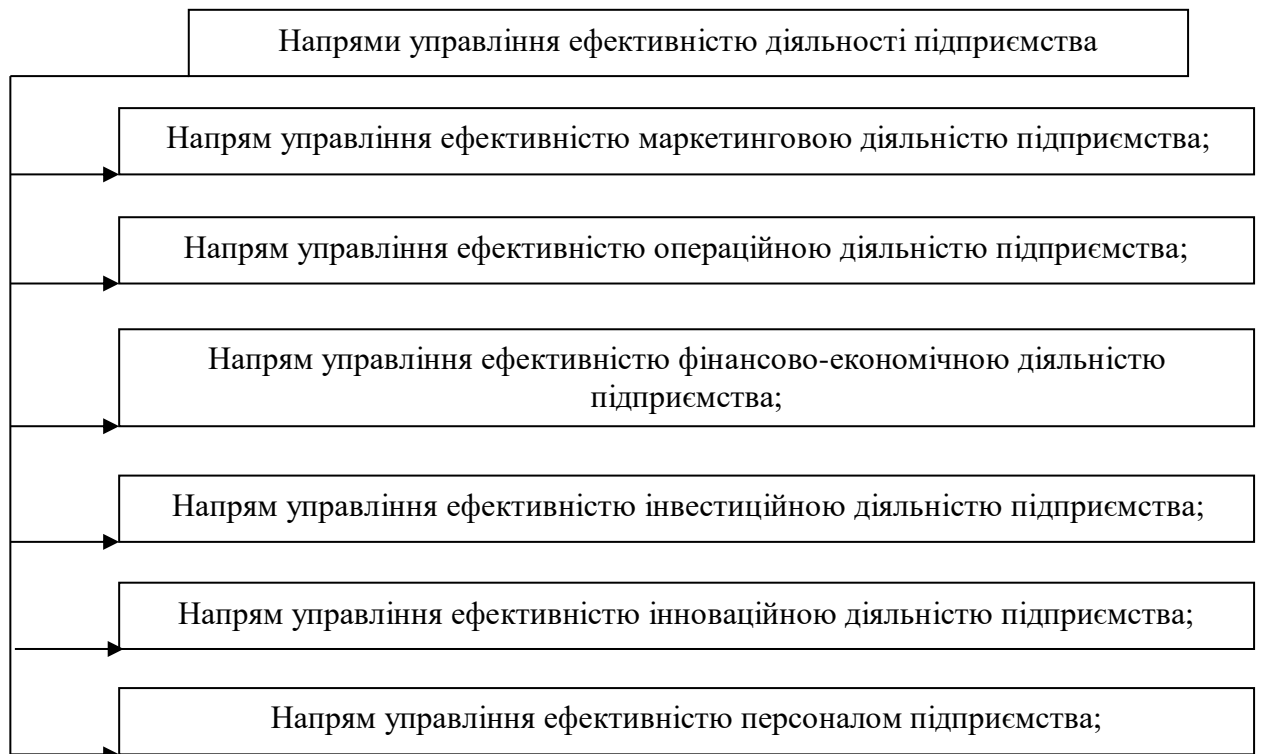 Напрями управління ефективністю діяльності підприємства
Напрям управління ефективністю маркетинговою діяльністю підприємства;
Напрям управління ефективністю операційною діяльністю підприємства;
Напрям управління ефективністю фінансово-економічною діяльністю
підприємства;
Напрям управління ефективністю інвестиційною діяльністю підприємства;
Напрям управління ефективністю інноваційною діяльністю підприємства;
Напрям управління ефективністю персоналом підприємства;